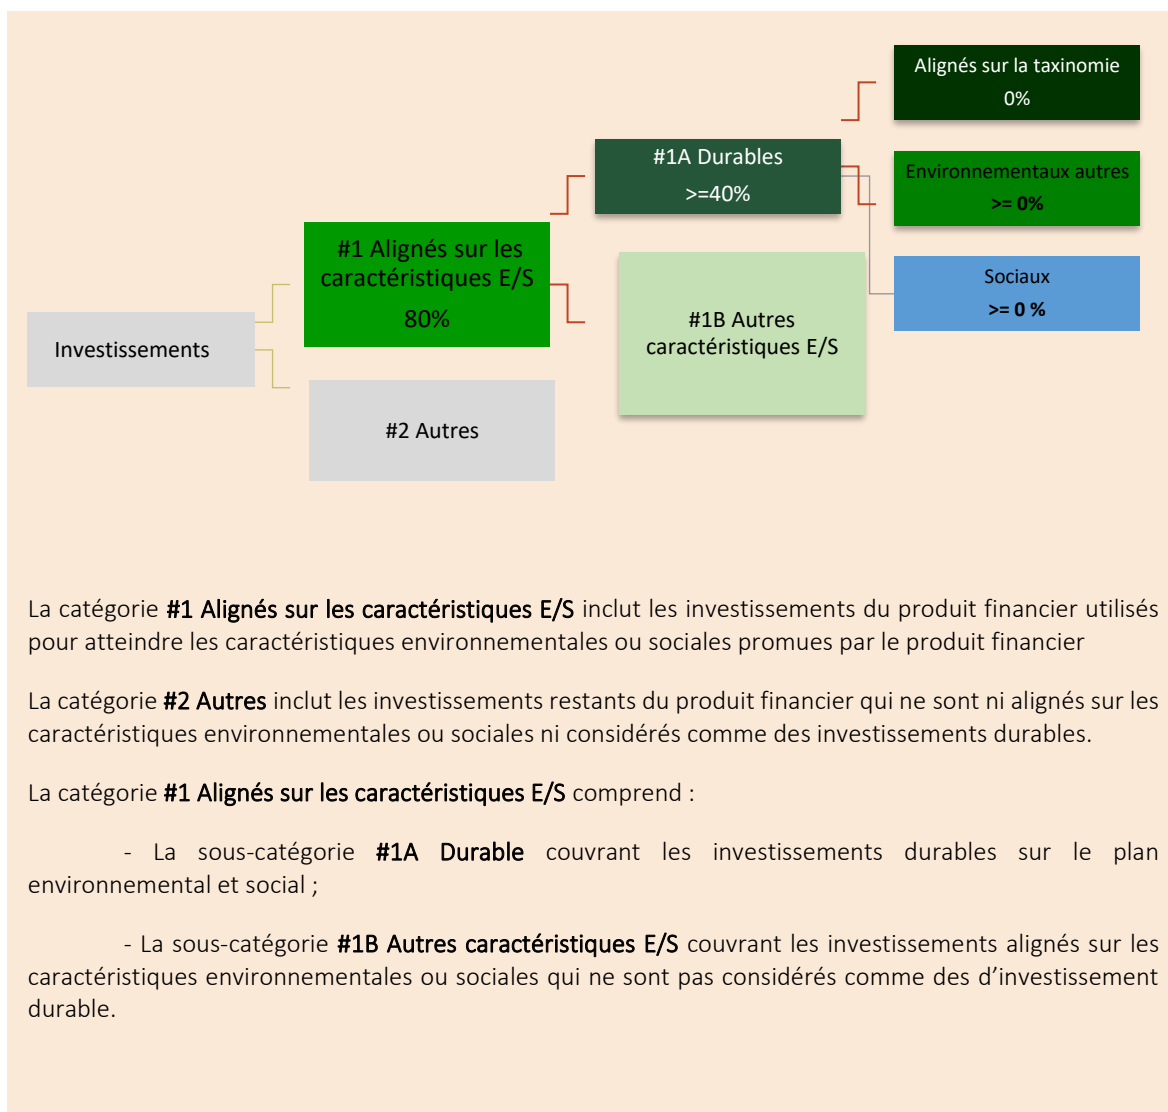 Alignés sur la taxinomie
0%
#1A Durables
>=40%
Environnementaux autres
>= 0%
#1 Alignés sur les
caractéristiques E/S
80%
Sociaux
>= 0 %
#1B Autres
caractéristiques E/S
Investissements
#2 Autres
La catégorie #1 Alignés sur les caractéristiques E/S inclut les investissements du produit financier utilisés
pour atteindre les caractéristiques environnementales ou sociales promues par le produit financier
La catégorie #2 Autres inclut les investissements restants du produit financier qui ne sont ni alignés sur les
caractéristiques environnementales ou sociales ni considérés comme des investissements durables.
La catégorie #1 Alignés sur les caractéristiques E/S comprend :
- La sous-catégorie #1A Durable couvrant les investissements durables sur le plan
environnemental et social ;
- La sous-catégorie #1B Autres caractéristiques E/S couvrant les investissements alignés sur les
caractéristiques environnementales ou sociales qui ne sont pas considérés comme des d’investissement
durable.